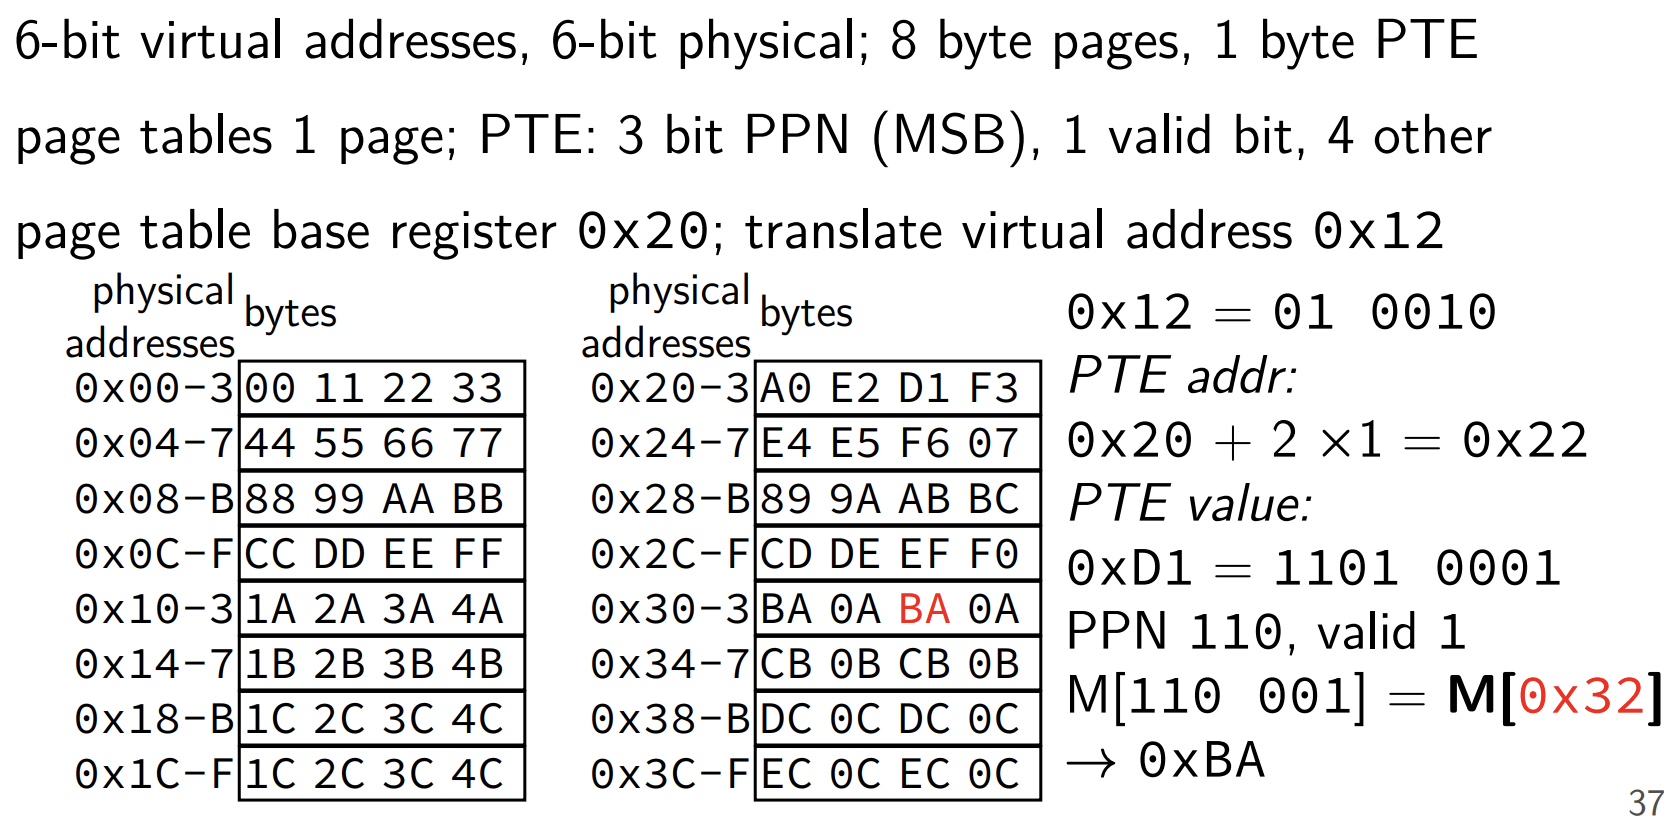 6-bit virtual addresses, 6-bit physical; 8 byte pages, 1 byte PTE
page tables 1 page; PTE: 3 bit PPN (MSB), 1 valid bit, 4 other
page table base register 0x20; translate virtual address 0x12
physical addresses bytes
0x00-3 00 11 22 33
0x04-7 44 55 66 77
0x08-B 88 99 AA BB
0x0C-F CC DD EE FF
0x10-3 1A 2A 3A 4A
0x14-7 1B 2B 3B 4B
0x18-B 1C 2C 3C 4C
0x1C-F 1C 2C 3C 4C
physical addresses bytes
0x20-3 A0 E2 D1 F3
0x24-7 E4 E5 F6 07
0x28-B 89 9A AB BC
0x2C-F CD DE EF F0
0x30-3 BA 0A BA 0A
0x34-7 CB 0B CB 0B
0x38-B DC 0C DC 0C
0x3C-F EC 0C EC 0C
0x12 = 01 0010
PTE addr:
0x20 + 2 ×1 = 0x22
PTE value:
0xD1 = 1101 0001
PPN 110, valid 1
M[110 001] = M[0x32]
→ 0xBA
37